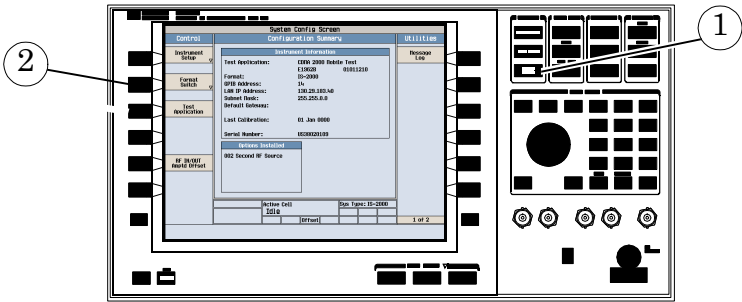 1
2
System Config Screen
Control
Configuration Summary
Utilities
Instrument
Setup
Format
Switch
Test
Application
RF IN/OUT
Amptd Offset
Instrument Information
Test Application: CDMA 2000 Mobile Test
E1962B 01011210
Format: IS-2000
GPIB Address: 14
LAN IP Address: 130.29.103.40
Subnet Mask: 255.255.0.0
Default Gateway:
Last Calibration: 01 Jan 0000
Serial Number: US38020109
Options Installed
002 Second RF Source
Message
Log
Active Cell
Sys Type: IS-2000
Idle
Offset
1 of 2